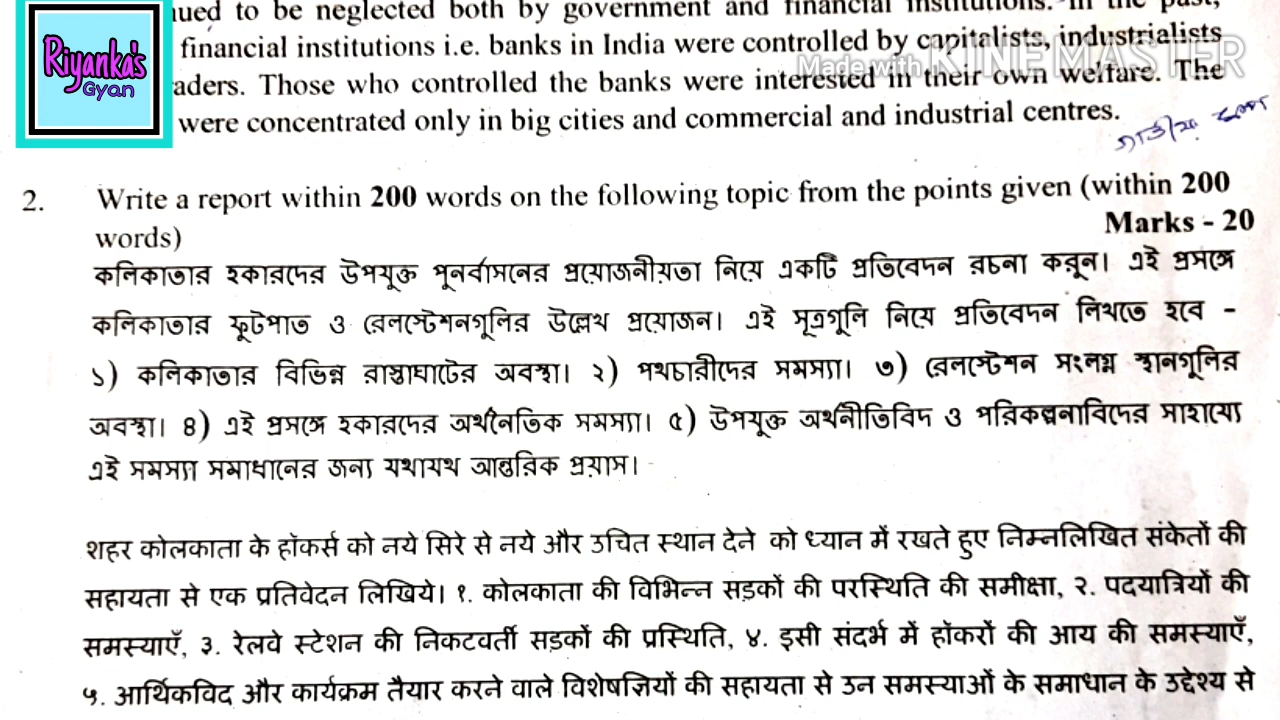 nued to be neglected both by government and financial institutions. In the past,
Riyanka's
Gyan
financial institutions i.e. banks in India were controlled by capitalists, industrialists
Made with KINEMASTER
aders. Those who controlled the banks were interested in their own welfare. The
were concentrated only in big cities and commercial and industrial centres.
2. Write a report within 200 words on the following topic from the points given (within 200
words) Marks - 20
কলিকাতার হকারদের উপযুক্ত পুনর্বাসনের প্রয়োজনীয়তা নিয়ে একটি প্রতিবেদন রচনা করুন। এই প্রসঙ্গে
কলিকাতার ফুটপাত ও রেলস্টেশনগুলির উল্লেখ প্রয়োজন। এই সূত্রগুলি নিয়ে প্রতিবেদন লিখতে হবে -
১) কলিকাতার বিভিন্ন রাস্তাঘাটের অবস্থা। ২) পথচারীদের সমস্যা। ৩) রেলস্টেশন সংলগ্ন স্থানগুলির
অবস্থা। ৪) এই প্রসঙ্গে হকারদের অর্থনৈতিক সমস্যা। ৫) উপযুক্ত অর্থনীতিবিদ ও পরিকল্পনাবিদের সাহায্যে
এই সমস্যা সমাধানের জন্য যথাযথ আন্তরিক প্রয়াস।
शहर कोलकाता के हॉकर्स को नये सिरे से नये और उचित स्थान देने को ध्यान में रखते हुए निम्नलिखित संकेतों की
सहायता से एक प्रतिवेदन लिखिये। १. कोलकाता की विभिन्न सड़कों की परस्थिति की समीक्षा, २. पदयात्रियों की
समस्याएँ, ३. रेलवे स्टेशन की निकटवर्ती सड़कों की प्रस्थिति, ४. इसी संदर्भ में हॉकरों की आय की समस्याएँ,
५. आर्थिकविद और कार्यक्रम तैयार करने वाले विशेषज्ञियों की सहायता से उन समस्याओं के समाधान के उद्देश्य से